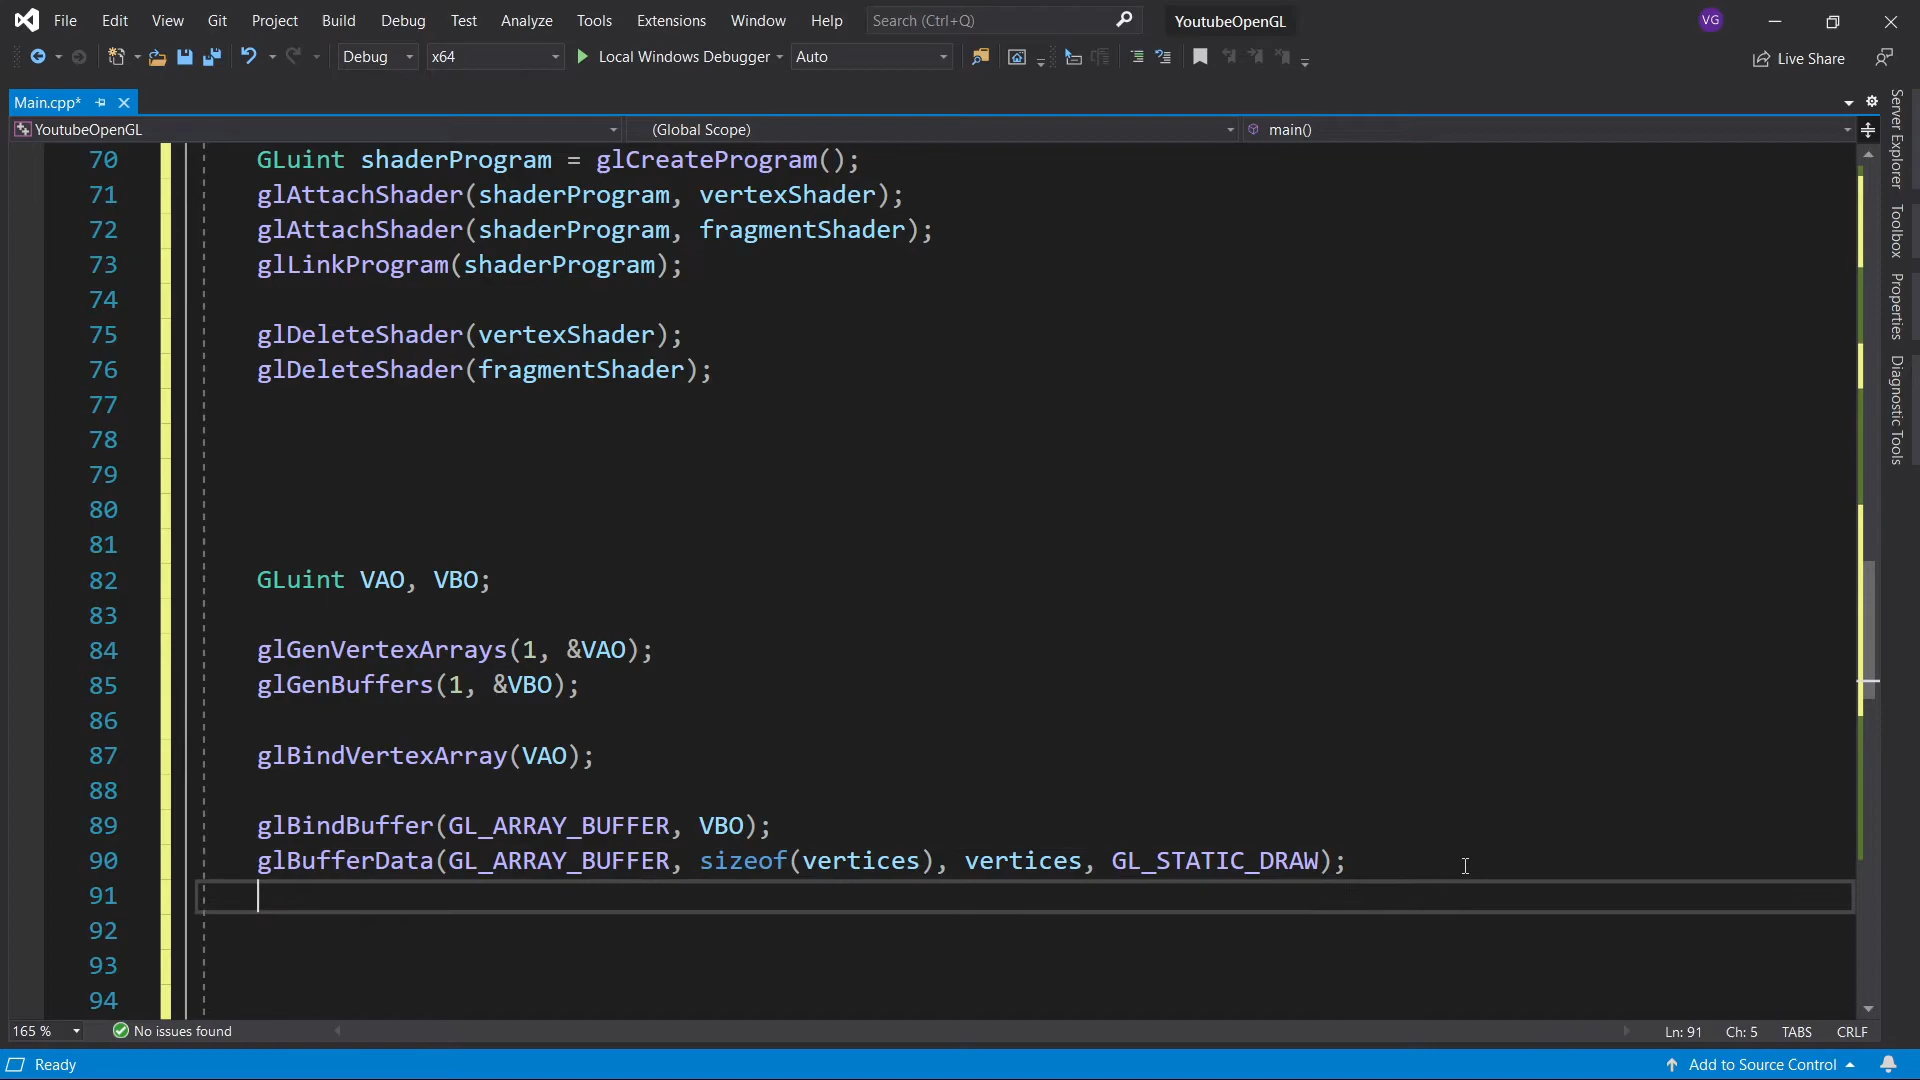 File Edit View Git Project Build Debug Test Analyze Tools Extensions Window Help Search (Ctrl+Q) YoutubeOpenGL VG
Debug x64 Local Windows Debugger Auto Live Share
Main.cpp*
YoutubeOpenGL (Global Scope) main()
70 GLuint shaderProgram = glCreateProgram();
71 glAttachShader(shaderProgram, vertexShader);
72 glAttachShader(shaderProgram, fragmentShader);
73 glLinkProgram(shaderProgram);
74
75 glDeleteShader(vertexShader);
76 glDeleteShader(fragmentShader);
77
78
79
80
81
82 GLuint VAO, VBO;
83
84 glGenVertexArrays(1, &VAO);
85 glGenBuffers(1, &VBO);
86
87 glBindVertexArray(VAO);
88
89 glBindBuffer(GL_ARRAY_BUFFER, VBO);
90 glBufferData(GL_ARRAY_BUFFER, sizeof(vertices), vertices, GL_STATIC_DRAW);
91
92
93
94
Server Explorer
Toolbox
Properties
Diagnostic Tools
165 % No issues found Ln: 91 Ch: 5 TABS CRLF
Ready Add to Source Control